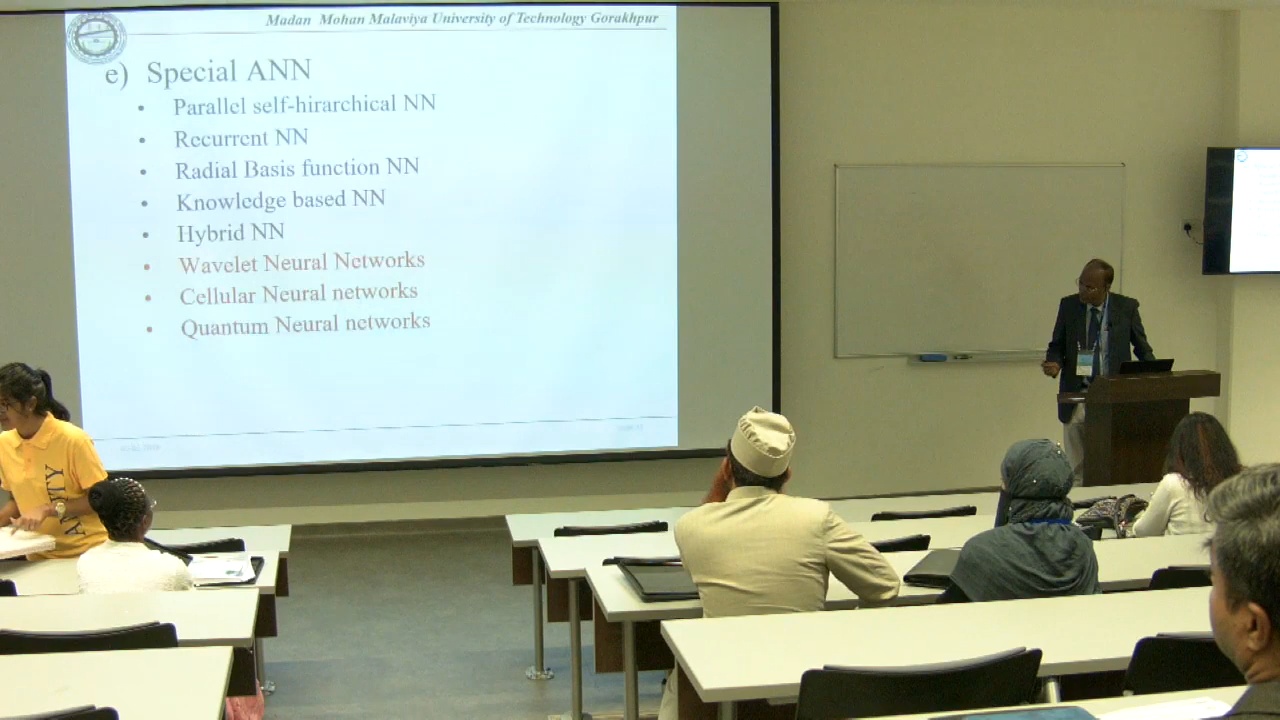 Madan Mohan Malaviya University of Technology Gorakhpur
e) Special ANN
• Parallel self-hirarchical NN
• Recurrent NN
• Radial Basis function NN
• Knowledge based NN
• Hybrid NN
• Wavelet Neural Networks
• Cellular Neural networks
• Quantum Neural networks